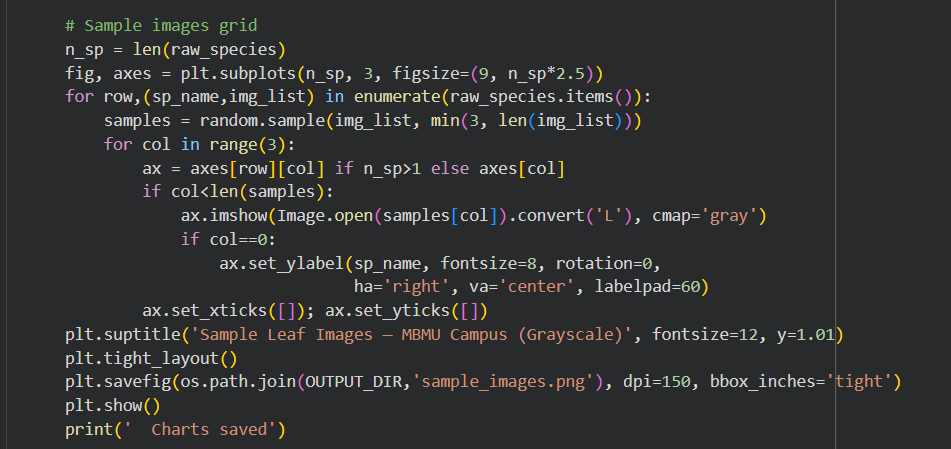 # Sample images grid
n_sp = len(raw_species)
fig, axes = plt.subplots(n_sp, 3, figsize=(9, n_sp*2.5))
for row,(sp_name,img_list) in enumerate(raw_species.items()):
    samples = random.sample(img_list, min(3, len(img_list)))
    for col in range(3):
        ax = axes[row][col] if n_sp>1 else axes[col]
        if col<len(samples):
            ax.imshow(Image.open(samples[col]).convert('L'), cmap='gray')
            if col==0:
                ax.set_ylabel(sp_name, fontsize=8, rotation=0,
                              ha='right', va='center', labelpad=60)
        ax.set_xticks([]); ax.set_yticks([])
plt.suptitle('Sample Leaf Images — MBMU Campus (Grayscale)', fontsize=12, y=1.01)
plt.tight_layout()
plt.savefig(os.path.join(OUTPUT_DIR,'sample_images.png'), dpi=150, bbox_inches='tight')
plt.show()
print('  Charts saved')